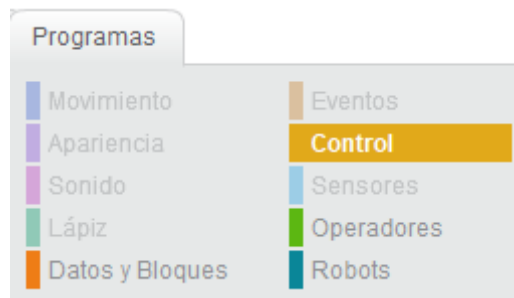 Programas
Movimiento
Eventos
Apariencia
Control
Sonido
Sensores
Lápiz
Operadores
Datos y Bloques
Robots